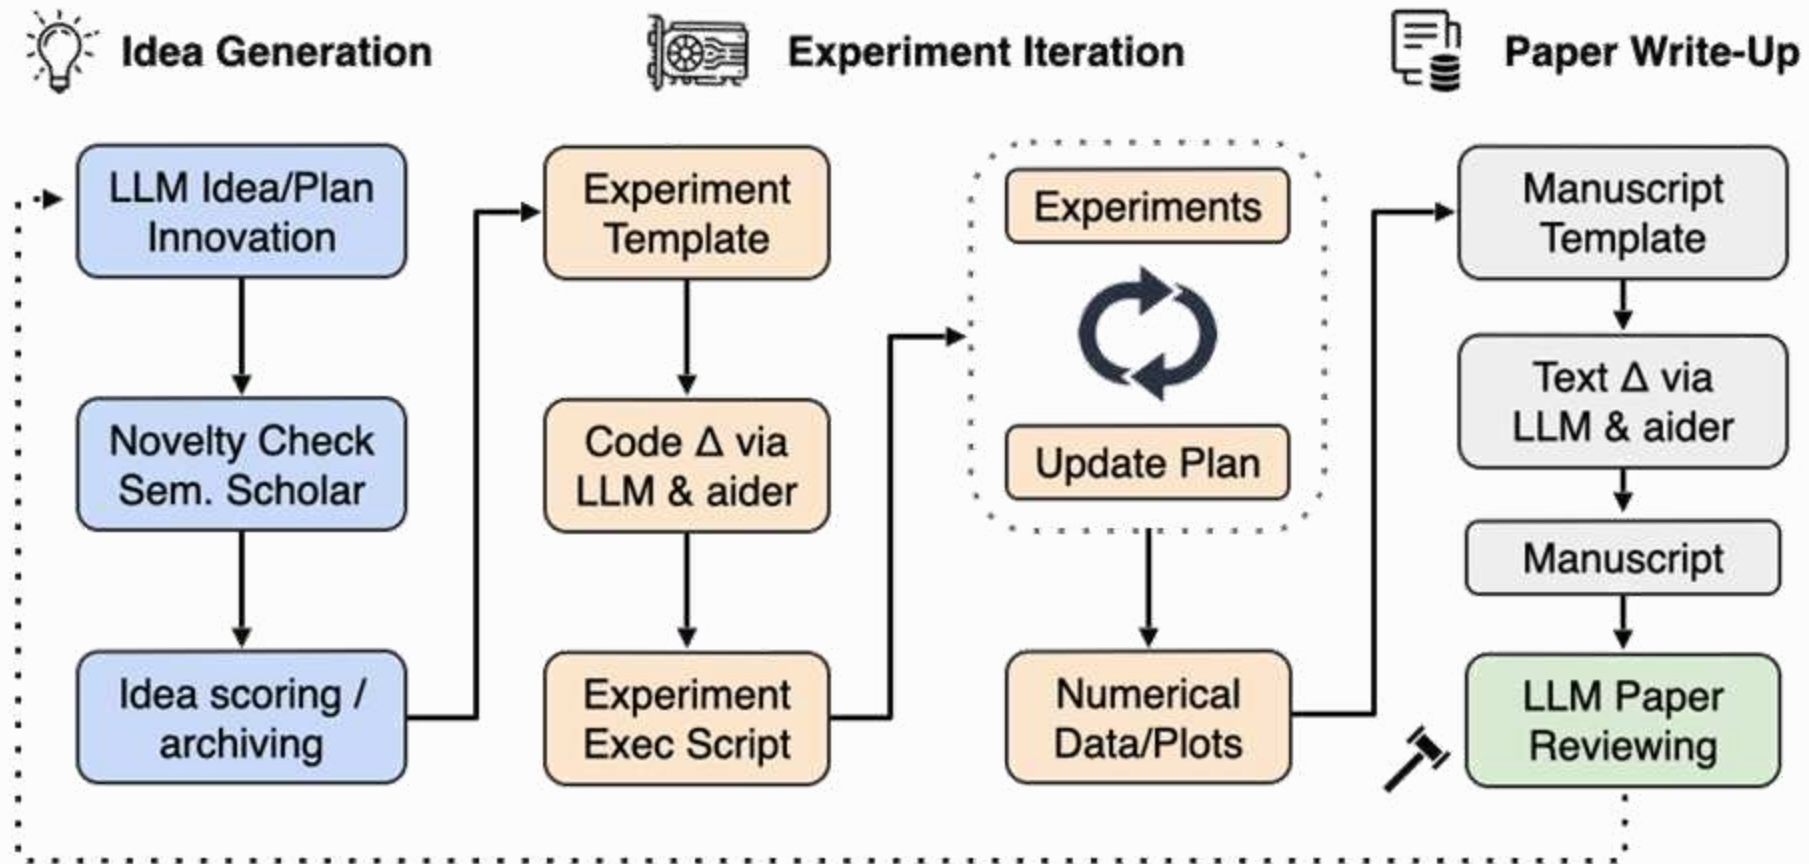 Idea Generation
Experiment Iteration
Paper Write-Up
LLM Idea/Plan
Innovation
Novelty Check
Sem. Scholar
Idea scoring /
archiving
Experiment
Template
Code Δ via
LLM & aider
Experiment
Exec Script
Experiments
Update Plan
Numerical
Data/Plots
Manuscript
Template
Text Δ via
LLM & aider
Manuscript
LLM Paper
Reviewing